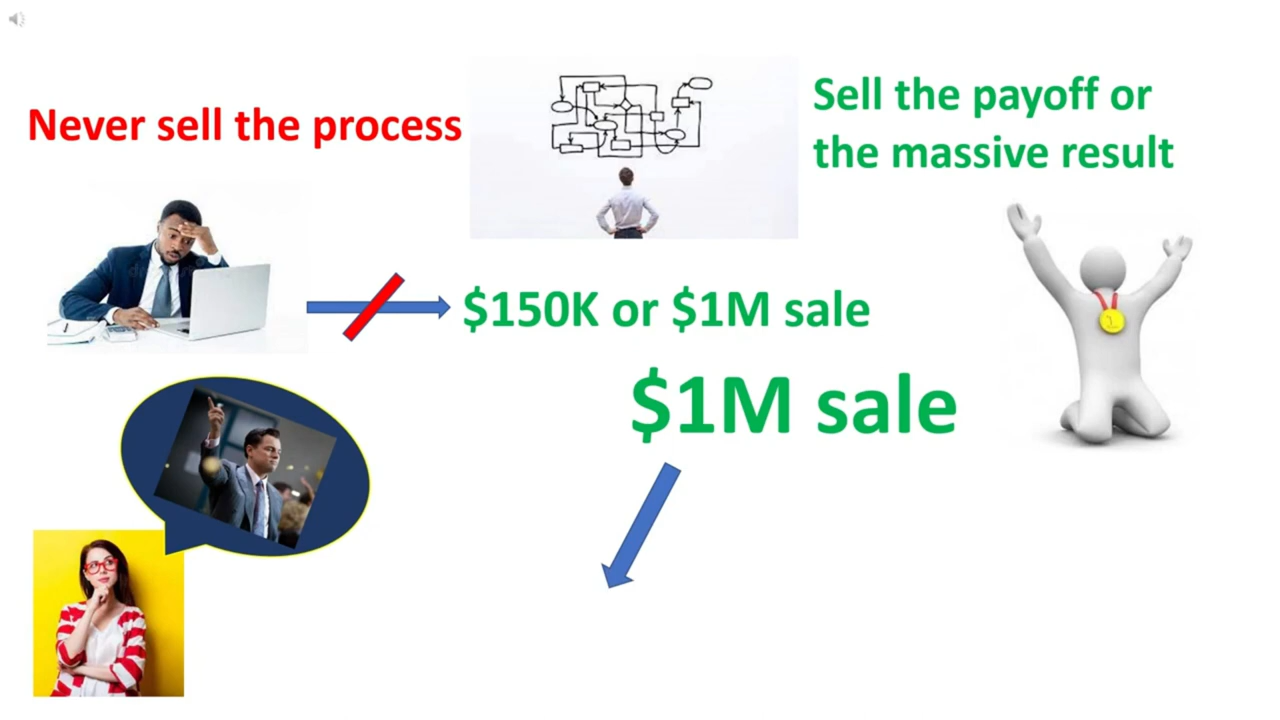 Never sell the process
Sell the payoff or
the massive result
$150K or $1M sale
$1M sale